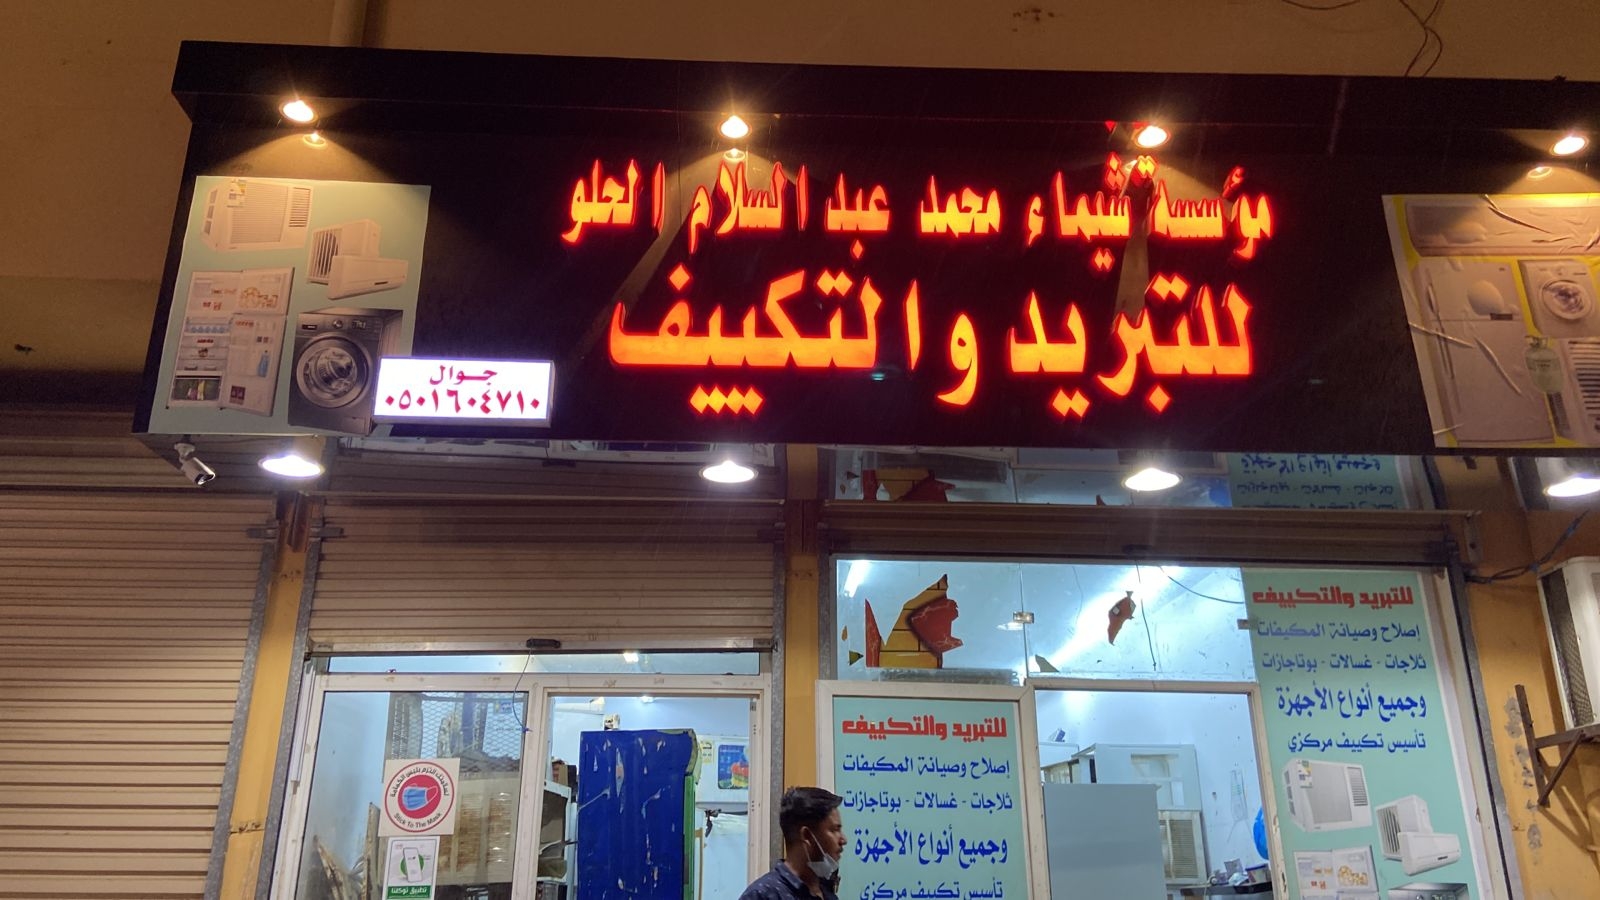 مؤسسة شيماء محمد عبد السلام الحلو
للتبريد والتكييف
جوال
٠٥٠١٦٠٤٧١٠
للتبريد والتكييف
إصلاح وصيانة المكيفات
ثلاجات - غسالات - بوتاجازات
وجميع أنواع الأجهزة
تأسيس تكييف مركزي
للتبريد والتكييف
إصلاح وصيانة المكيفات
ثلاجات - غسالات - بوتاجازات
وجميع أنواع الأجهزة
تأسيس تكييف مركزي
Stick To The Mask
تطبيق توكلنا